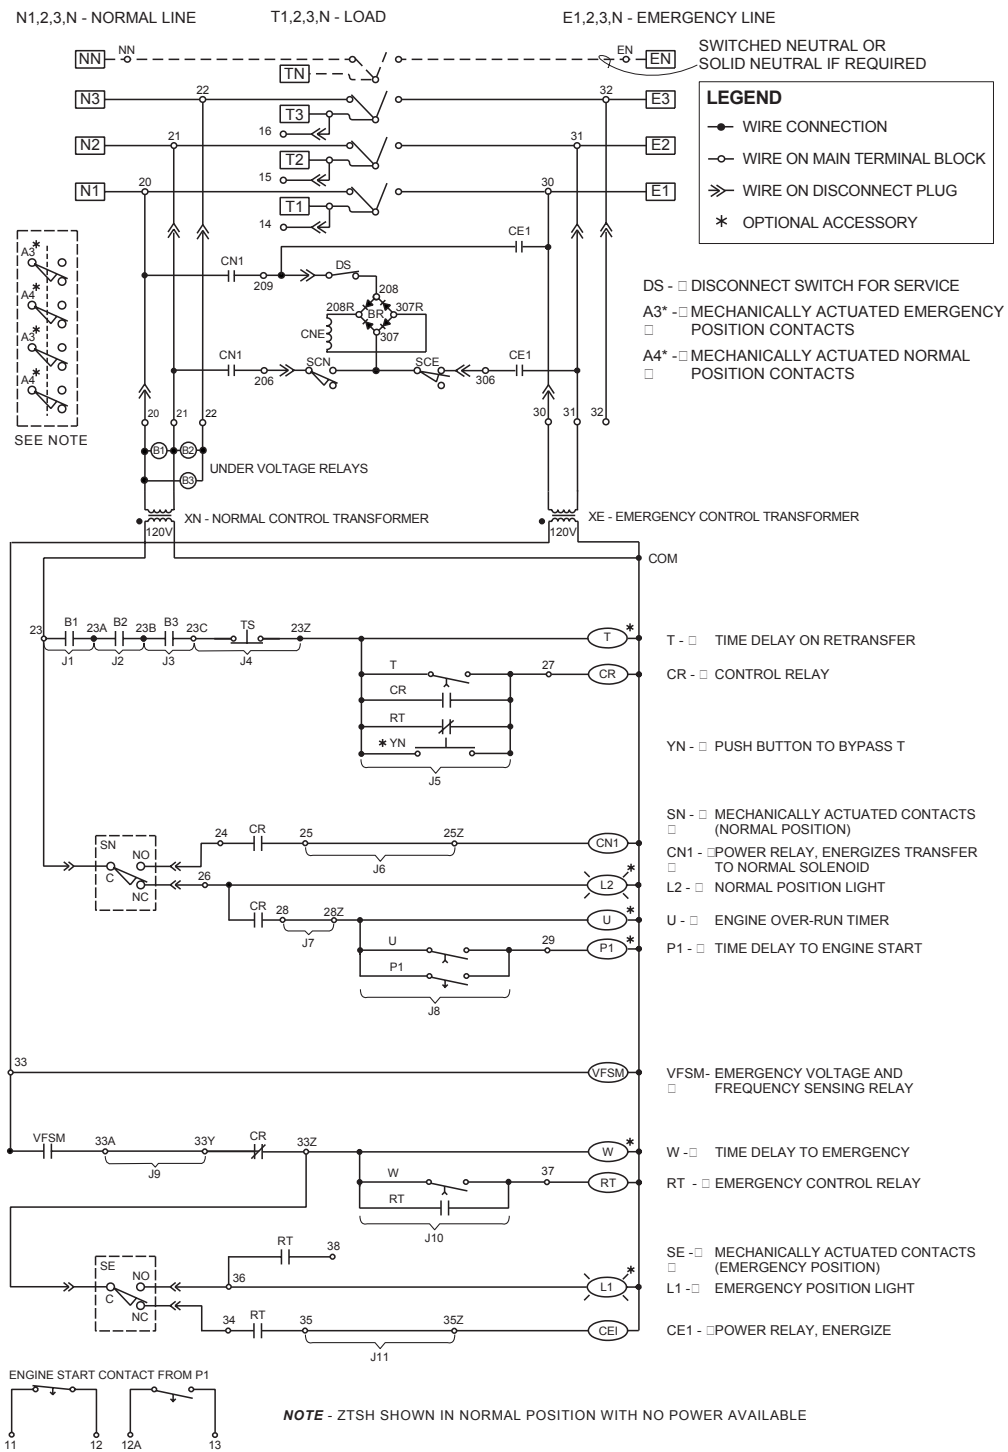 N1,2,3,N - NORMAL LINE
T1,2,3,N - LOAD
E1,2,3,N - EMERGENCY LINE
NN
NN
TN
EN
EN
SWITCHED NEUTRAL OR
SOLID NEUTRAL IF REQUIRED
N3
22
T3
16
32
E3
N2
21
T2
15
31
E2
N1
20
T1
14
30
E1
LEGEND
WIRE CONNECTION
WIRE ON MAIN TERMINAL BLOCK
WIRE ON DISCONNECT PLUG
* OPTIONAL ACCESSORY
A3*
A4*
A3*
A4*
SEE NOTE
CE1
CN1
209
DS
208
208R
BR
307R
CNE
307
CN1
206
SCN
SCE
306
CE1
DS - □ DISCONNECT SWITCH FOR SERVICE
A3* - □ MECHANICALLY ACTUATED EMERGENCY
□ POSITION CONTACTS
A4* - □ MECHANICALLY ACTUATED NORMAL
□ POSITION CONTACTS
20
21
22
30
31
32
B1
B2
B3
UNDER VOLTAGE RELAYS
XN - NORMAL CONTROL TRANSFORMER
120V
XE - EMERGENCY CONTROL TRANSFORMER
120V
COM
23
B1
23A
B2
23B
B3
23C
TS
23Z
T
*
J1
J2
J3
J4
T - □ TIME DELAY ON RETRANSFER
T
27
CR
CR - □ CONTROL RELAY
CR
RT
* YN
J5
YN - □ PUSH BUTTON TO BYPASS T
SN
NO
C
NC
24
CR
25
25Z
J6
CN1
26
L2
*
CR
28
28Z
J7
U
*
U
29
P1
*
P1
J8
SN - □ MECHANICALLY ACTUATED CONTACTS
□ (NORMAL POSITION)
CN1 - □ POWER RELAY, ENERGIZES TRANSFER
□ TO NORMAL SOLENOID
L2 - □ NORMAL POSITION LIGHT
U - □ ENGINE OVER-RUN TIMER
P1 - □ TIME DELAY TO ENGINE START
33
VFSM
VFSM- EMERGENCY VOLTAGE AND
□ FREQUENCY SENSING RELAY
VFSM
33A
33Y
CR
33Z
J9
W
*
W - □ TIME DELAY TO EMERGENCY
W
37
RT
RT - □ EMERGENCY CONTROL RELAY
RT
J10
SE
NO
C
NC
RT
38
36
L1
*
34
RT
35
35Z
J11
CEI
SE - □ MECHANICALLY ACTUATED CONTACTS
□ (EMERGENCY POSITION)
L1 - □ EMERGENCY POSITION LIGHT
CE1 - □ POWER RELAY, ENERGIZE
ENGINE START CONTACT FROM P1
11
12
12A
13
NOTE - ZTSH SHOWN IN NORMAL POSITION WITH NO POWER AVAILABLE